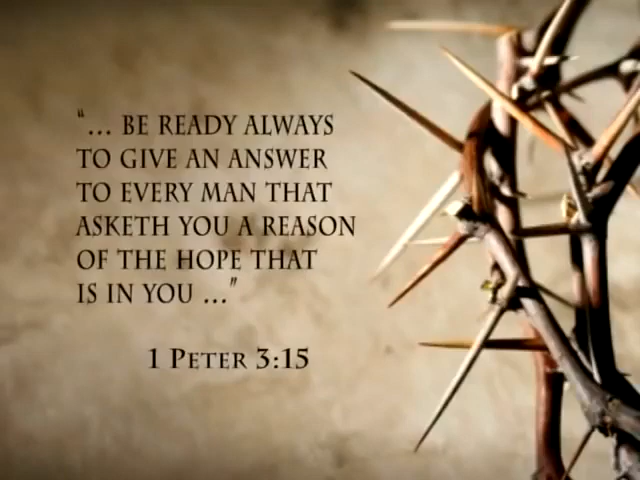 "... BE READY ALWAYS
TO GIVE AN ANSWER
TO EVERY MAN THAT
ASKETH YOU A REASON
OF THE HOPE THAT
IS IN YOU ..."
1 PETER 3:15